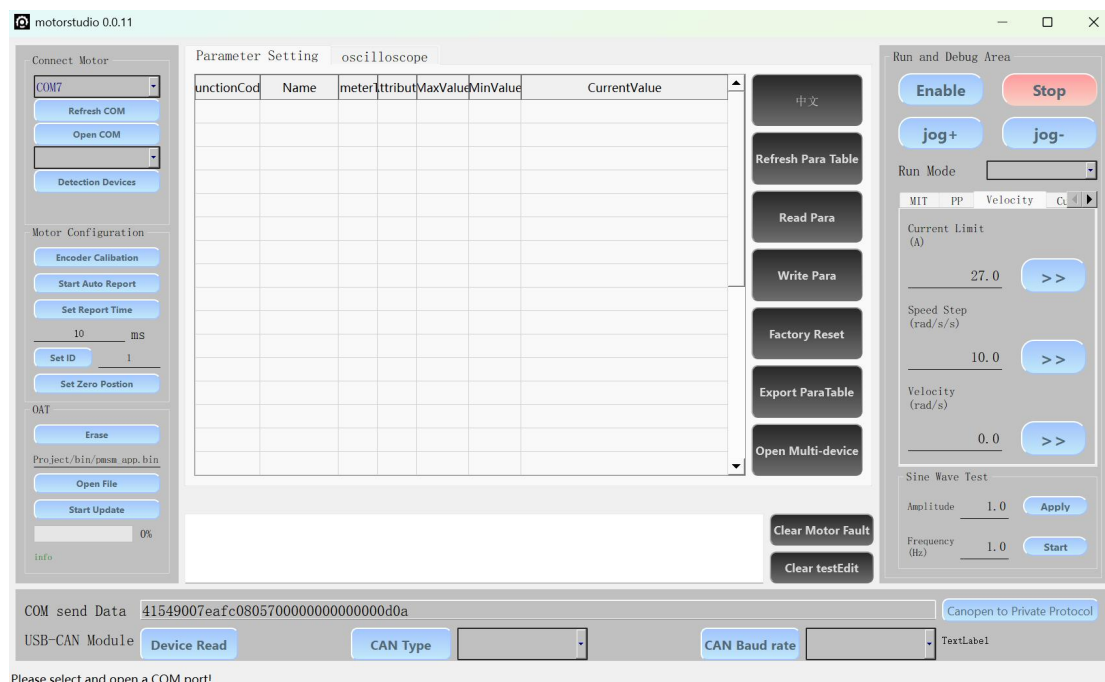 motorstudio 0.0.11
Connect Motor
COM7
Refresh COM
Open COM
Detection Devices
Motor Configuration
Encoder Calibation
Start Auto Report
Set Report Time
10 ms
Set ID 1
Set Zero Postion
OAT
Erase
Project/bin/pmsm_app.bin
Open File
Start Update
0%
info
Parameter Setting oscilloscope
unctionCod Name meterT ttribut MaxValue MinValue CurrentValue
中文
Refresh Para Table
Read Para
Write Para
Factory Reset
Export ParaTable
Open Multi-device
Clear Motor Fault
Clear testEdit
Run and Debug Area
Enable Stop
jog+ jog-
Run Mode
MIT PP Velocity Cu
Current Limit
(A)
27.0 >>
Speed Step
(rad/s/s)
10.0 >>
Velocity
(rad/s)
0.0 >>
Sine Wave Test
Amplitude 1.0 Apply
Frequency
(Hz) 1.0 Start
COM send Data 41549007eafc0805700000000000000d0a Canopen to Private Protocol
USB-CAN Module Device Read CAN Type CAN Baud rate TextLabel
Please select and open a COM port!